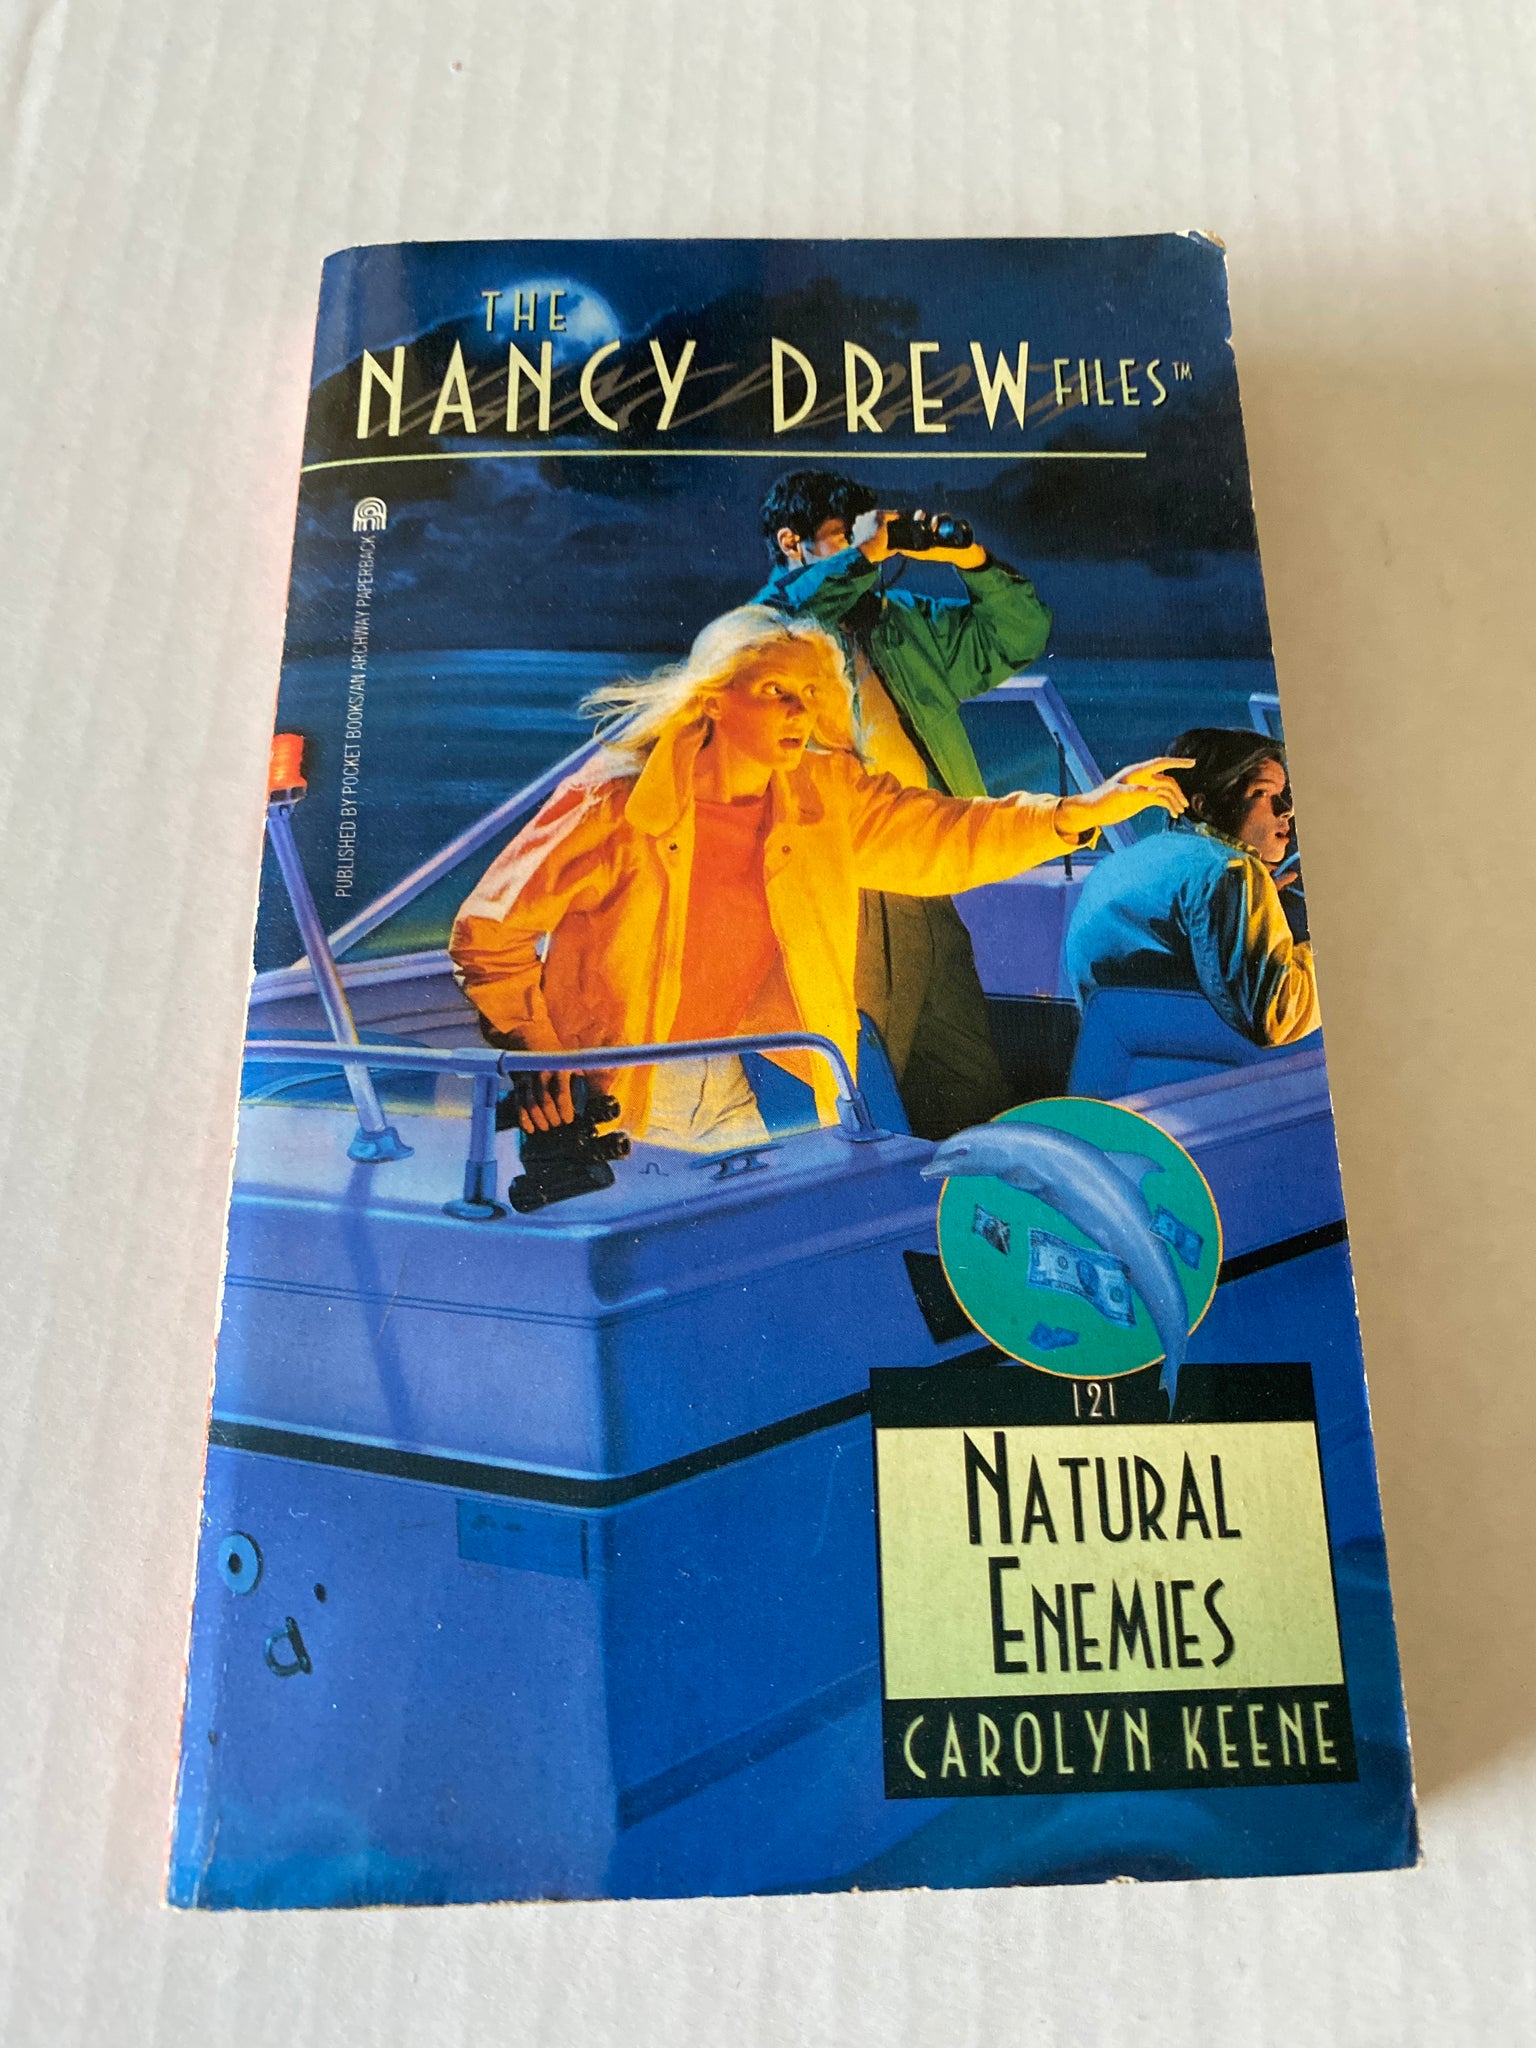 THE
NANCY DREW FILES™
PUBLISHED BY POCKET BOOKS/AN ARCHWAY PAPERBACK
121
NATURAL
ENEMIES
CAROLYN KEENE